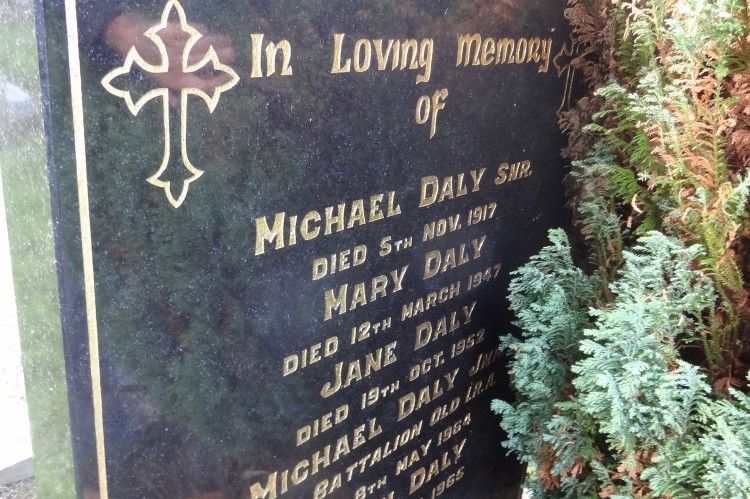 In Loving Memory
of
MICHAEL DALY SNR.
DIED 5TH NOV. 1917
MARY DALY
DIED 12TH MARCH 1947
JANE DALY
DIED 19TH OCT. 1952
MICHAEL DALY JNR
BATTALION OLD I.R.A.
8TH MAY 1964
DALY
1965